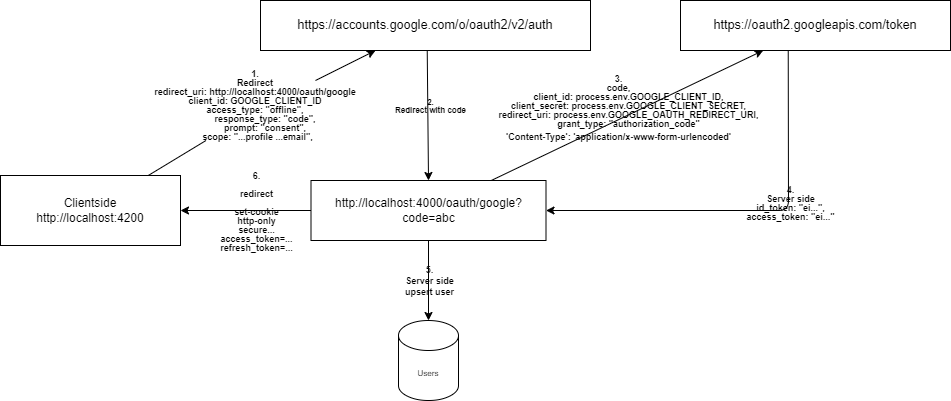 https://accounts.google.com/o/oauth2/v2/auth
https://oauth2.googleapis.com/token
1.
Redirect
redirect_uri: http://localhost:4000/oauth/google
client_id: GOOGLE_CLIENT_ID
access_type: "offline",
response_type: "code",
prompt: "consent",
scope: "...profile ...email",
2.
Redirect with code
3.
code,
client_id: process.env.GOOGLE_CLIENT_ID,
client_secret: process.env.GOOGLE_CLIENT_SECRET,
redirect_uri: process.env.GOOGLE_OAUTH_REDIRECT_URI,
grant_type: "authorization_code"
'Content-Type': 'application/x-www-form-urlencoded'
Clientside
http://localhost:4200
6.
redirect
set-cookie
http-only
secure...
access_token=...
refresh_token=...
http://localhost:4000/oauth/google?
code=abc
4.
Server side
id_token: "ei...",
access_token: "ei..."
5.
Server side
upsert user
Users